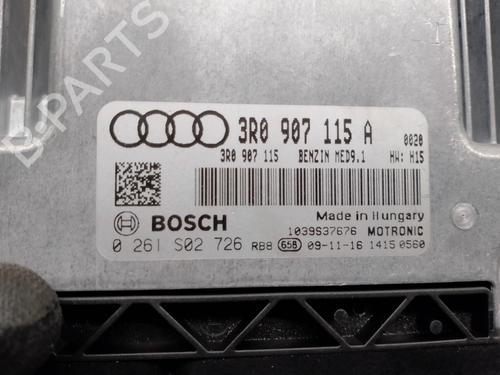 B-PARTS
3R0 907 115 A
0020
3R0 907 115 BENZIN MED9.1 HW: H15
BOSCH
Made in Hungary
1039S37676 MOTRONIC
0 261 S02 726 RB8 65B 09-11-16 1415 0560